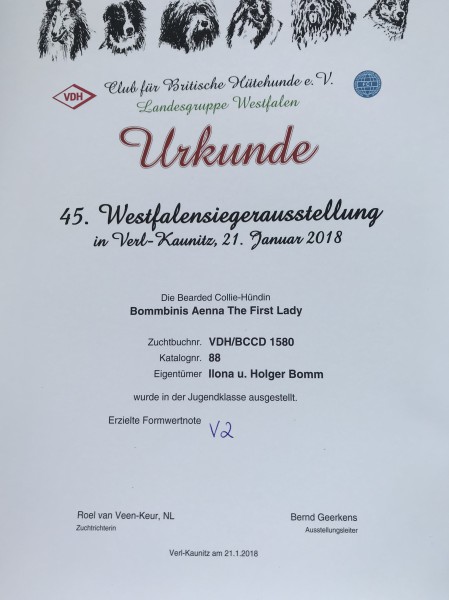 VDH
Club für Britische Hütehunde e.V.
Landesgruppe Westfalen
FCI
Urkunde
45. Westfalensiegerausstellung
in Verl-Kaunitz, 21. Januar 2018
Die Bearded Collie-Hündin
Bommbinis Aenna The First Lady
Zuchtbuchnr. VDH/BCCD 1580
Katalognr. 88
Eigentümer Ilona u. Holger Bomm
wurde in der Jugendklasse ausgestellt.
Erzielte Formwertnote V2
Roel van Veen-Keur, NL Bernd Geerkens
Zuchtrichterin Ausstellungsleiter
Verl-Kaunitz am 21.1.2018